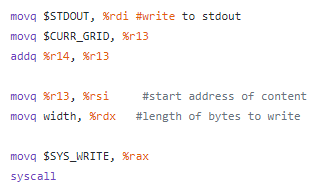 movq $STDOUT, %rdi #write to stdout
movq $CURR_GRID, %r13
addq %r14, %r13
movq %r13, %rsi #start address of content
movq width, %rdx #length of bytes to write
movq $SYS_WRITE, %rax
syscall